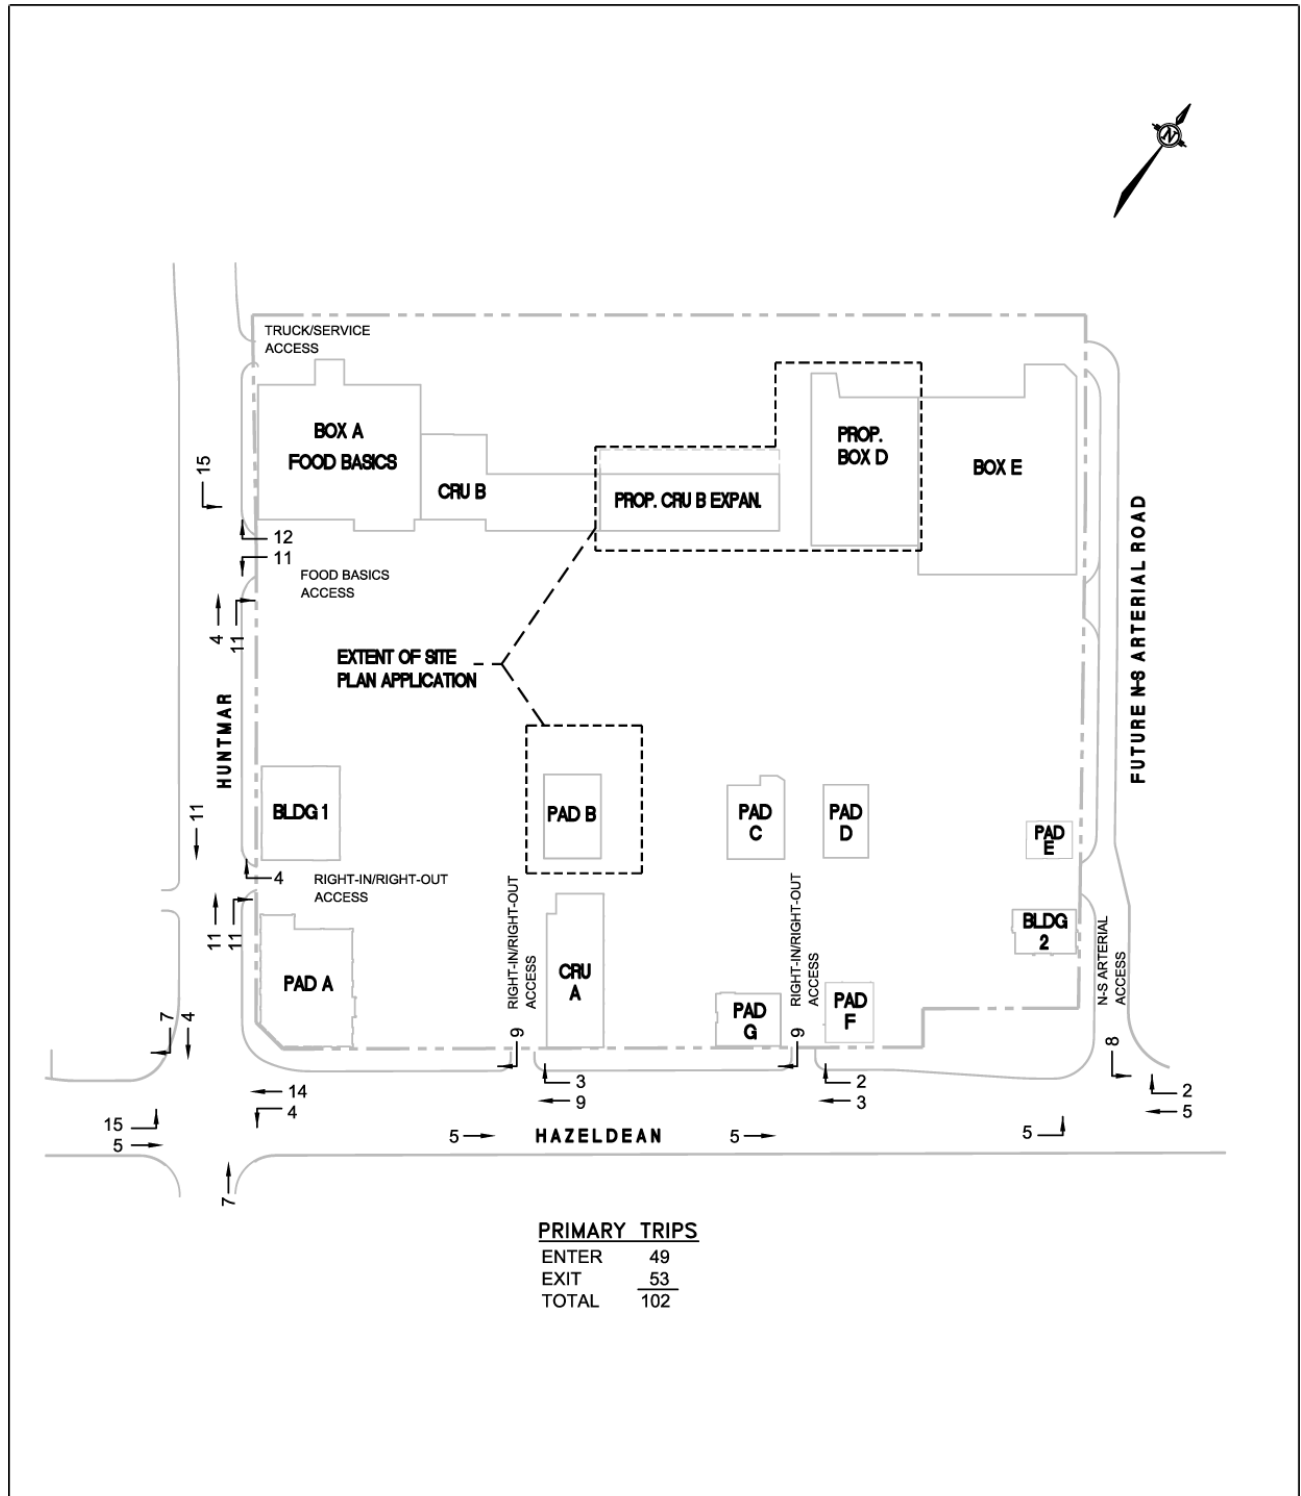 N
TRUCK/SERVICE
ACCESS
BOX A
FOOD BASICS
PROP.
BOX D
15
CRU B
PROP. CRU B EXPAN.
BOX E
12
11
FOOD BASICS
ACCESS
4
11
FUTURE N-S ARTERIAL ROAD
EXTENT OF SITE
PLAN APPLICATION
HUNTMAR
11
BLDG 1
PAD B
PAD
C
PAD
D
PAD
E
4
RIGHT-IN/RIGHT-OUT
ACCESS
RIGHT-IN/RIGHT-OUT
ACCESS
RIGHT-IN/RIGHT-OUT
ACCESS
BLDG
2
N-S ARTERIAL
ACCESS
11
11
PAD A
CRU
A
PAD
G
PAD
F
7
4
9
9
8
14
4
3
9
2
3
2
5
15
5
5
HAZELDEAN
5
5
7
PRIMARY TRIPS
ENTER 49
EXIT 53
TOTAL 102